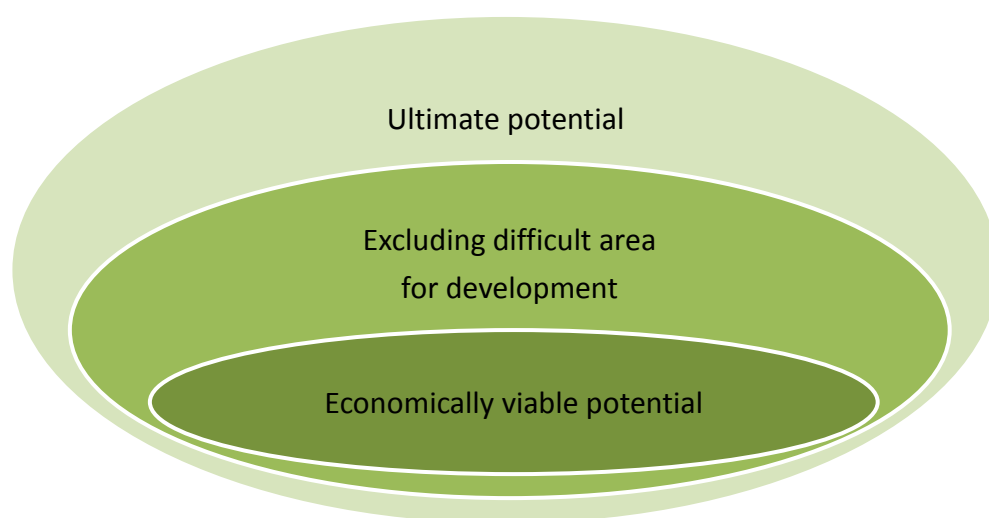 Ultimate potential
Excluding difficult area
for development
Economically viable potential